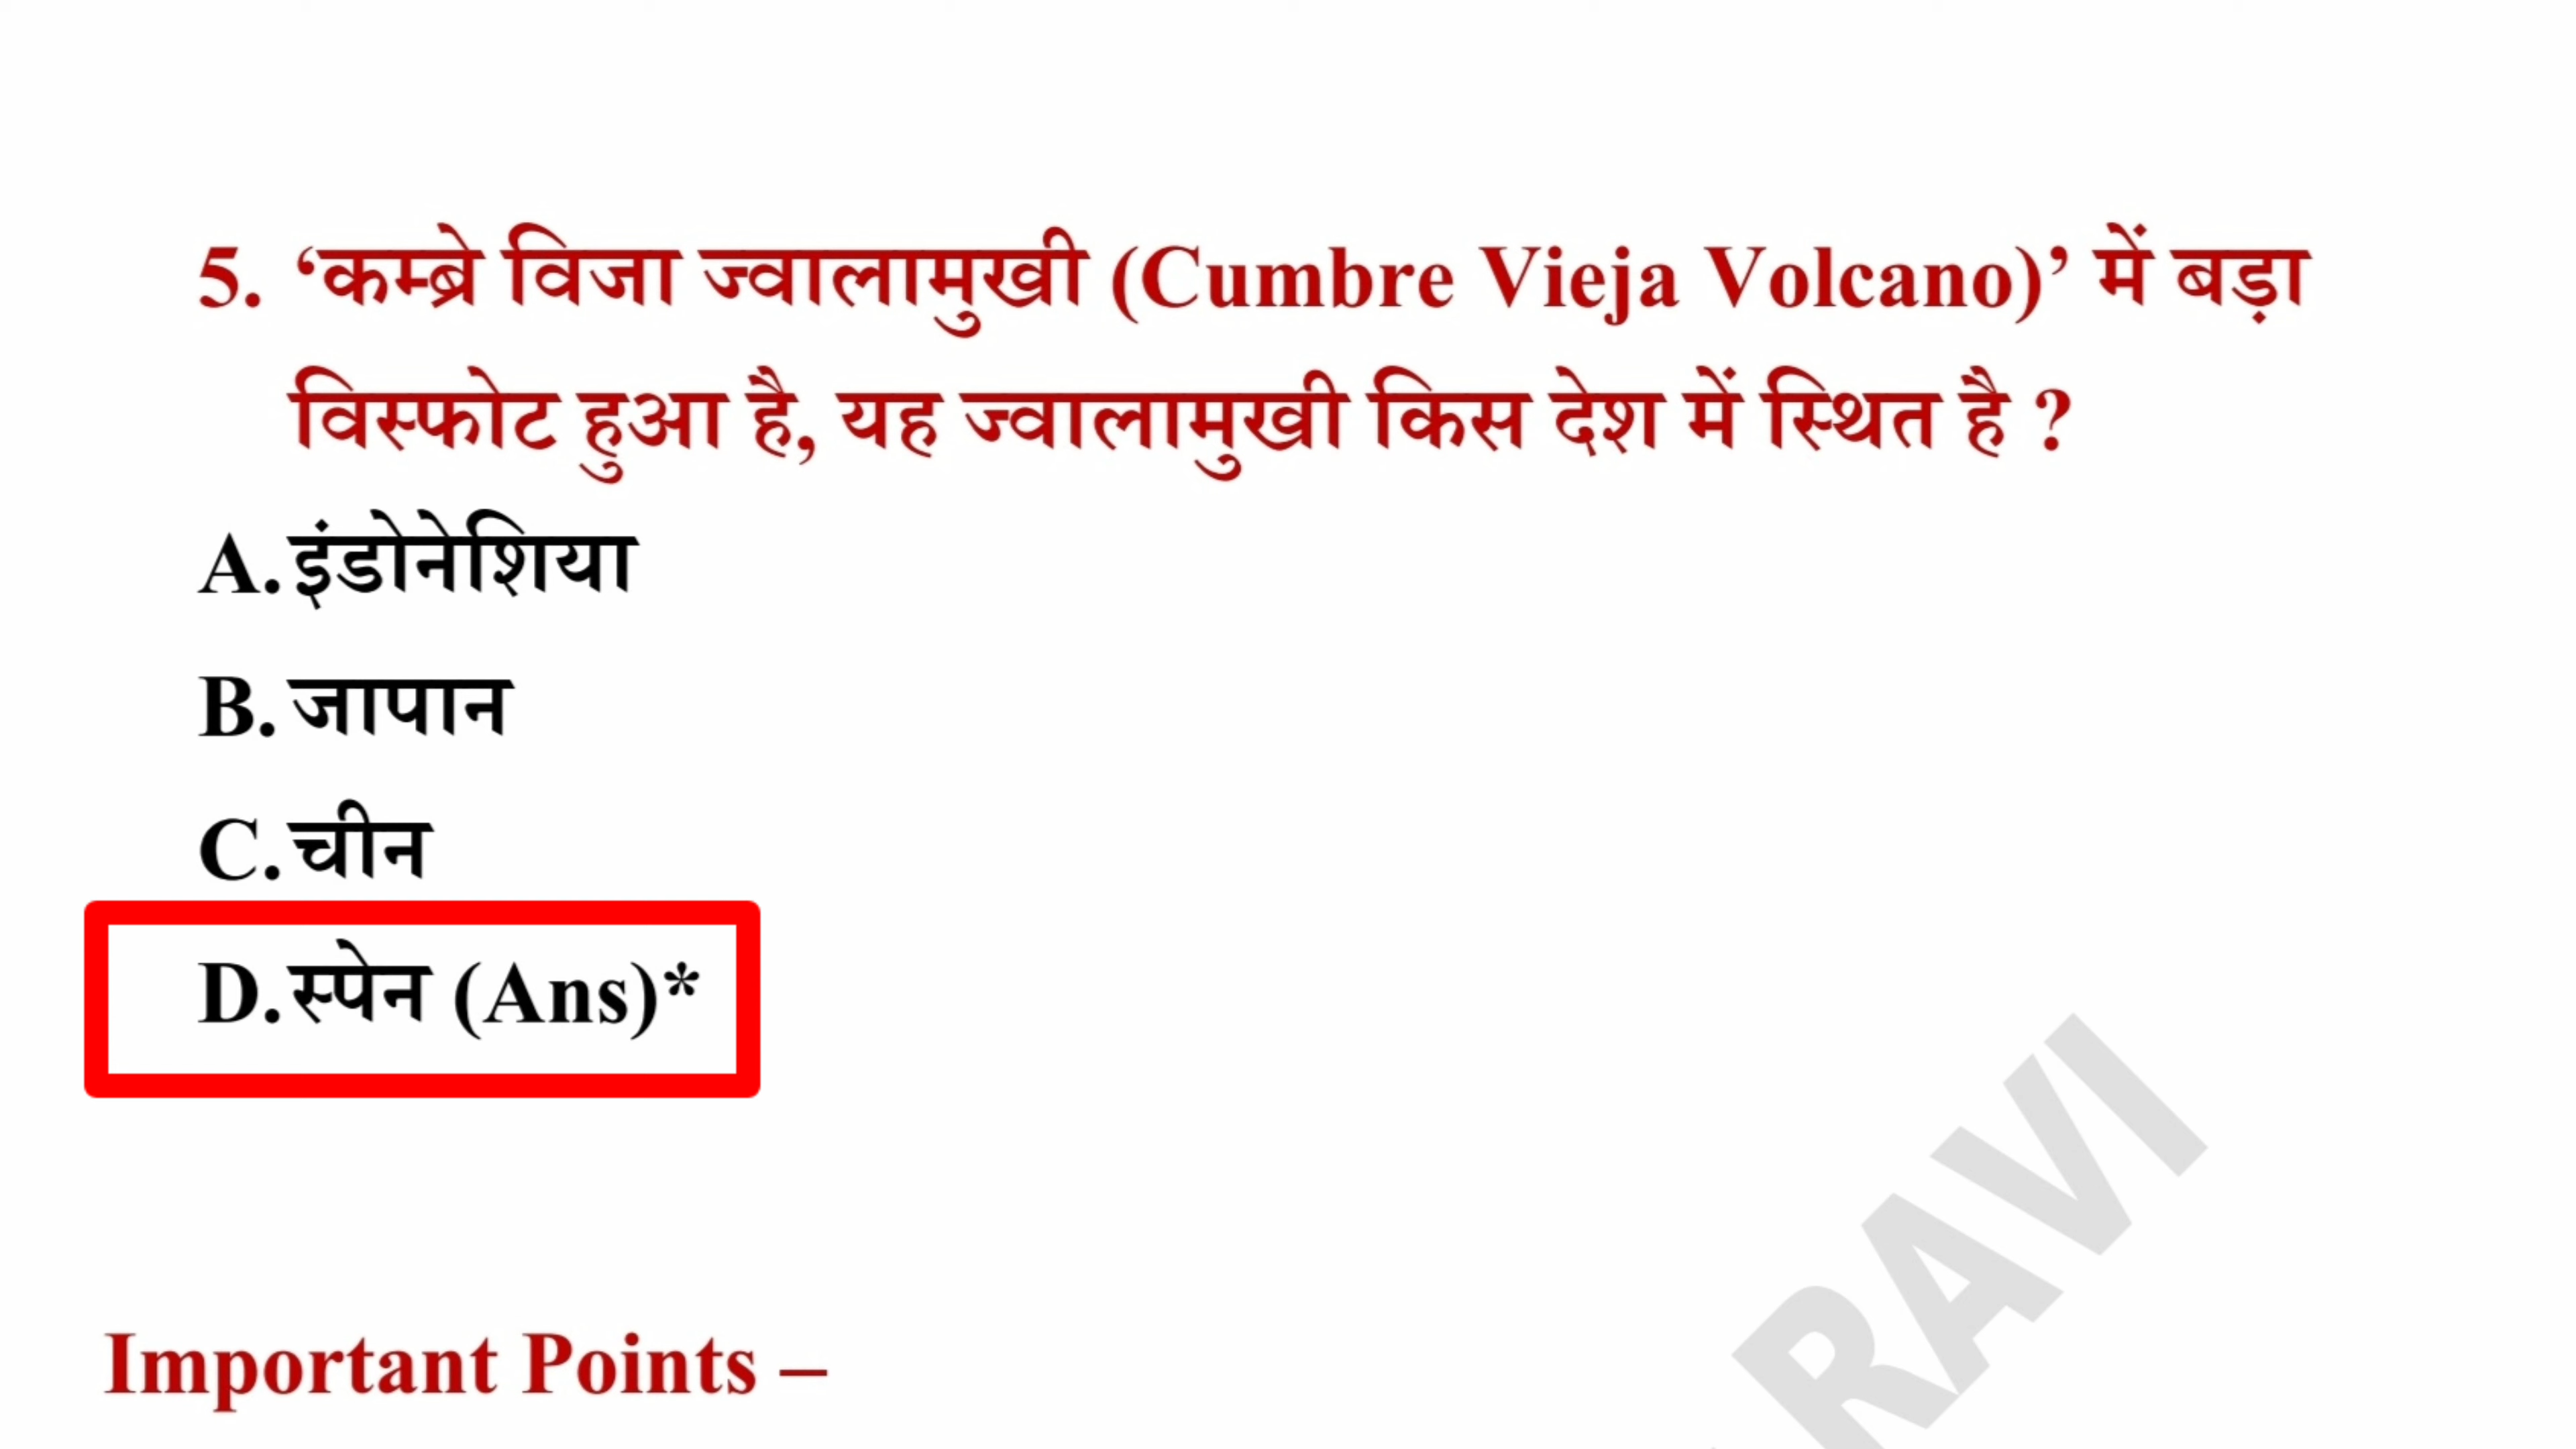 5. ‘कम्ब्रे विजा ज्वालामुखी (Cumbre Vieja Volcano)’ में बड़ा
विस्फोट हुआ है, यह ज्वालामुखी किस देश में स्थित है ?
A. इंडोनेशिया
B. जापान
C. चीन
D. स्पेन (Ans)*
RAVI
Important Points –